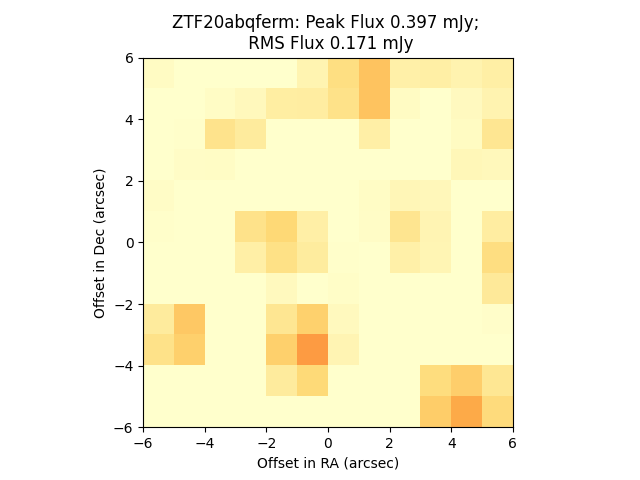 ZTF20abqferm: Peak Flux 0.397 mJy;
RMS Flux 0.171 mJy
6
4
2
0
−2
−4
−6
Offset in Dec (arcsec)
−6 −4 −2 0 2 4 6
Offset in RA (arcsec)